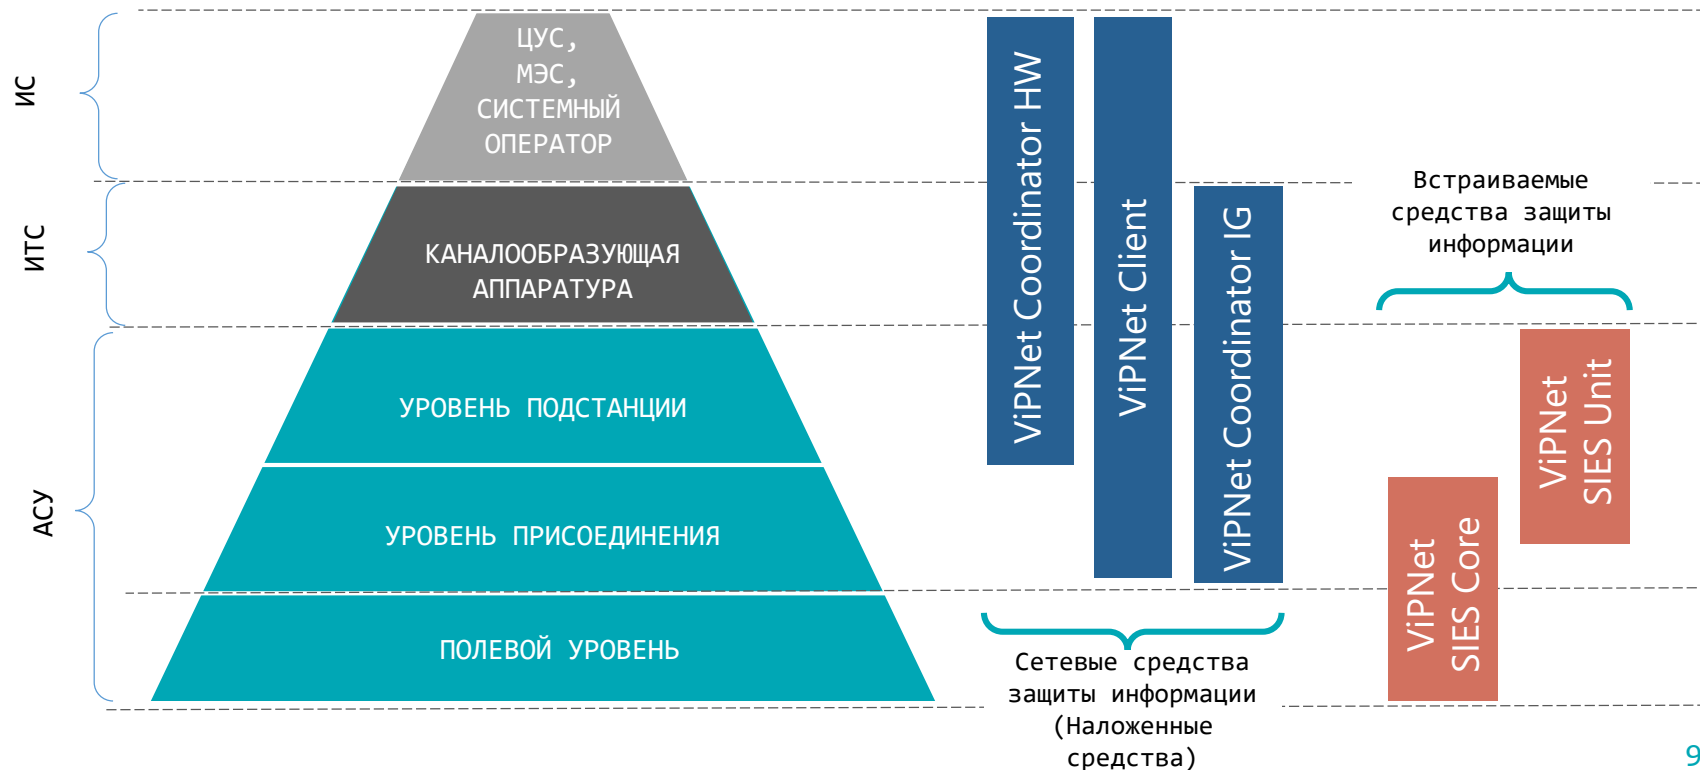 ИС
ЦУС,
МЭС,
СИСТЕМНЫЙ
ОПЕРАТОР
ИТС
КАНАЛООБРАЗУЮЩАЯ
АППАРАТУРА
АСУ
УРОВЕНЬ ПОДСТАНЦИИ
УРОВЕНЬ ПРИСОЕДИНЕНИЯ
ПОЛЕВОЙ УРОВЕНЬ
ViPNet Coordinator HW
ViPNet Client
ViPNet Coordinator IG
Сетевые средства
защиты информации
(Наложенные
средства)
Встраиваемые
средства защиты
информации
ViPNet
SIES Core
ViPNet
SIES Unit
9